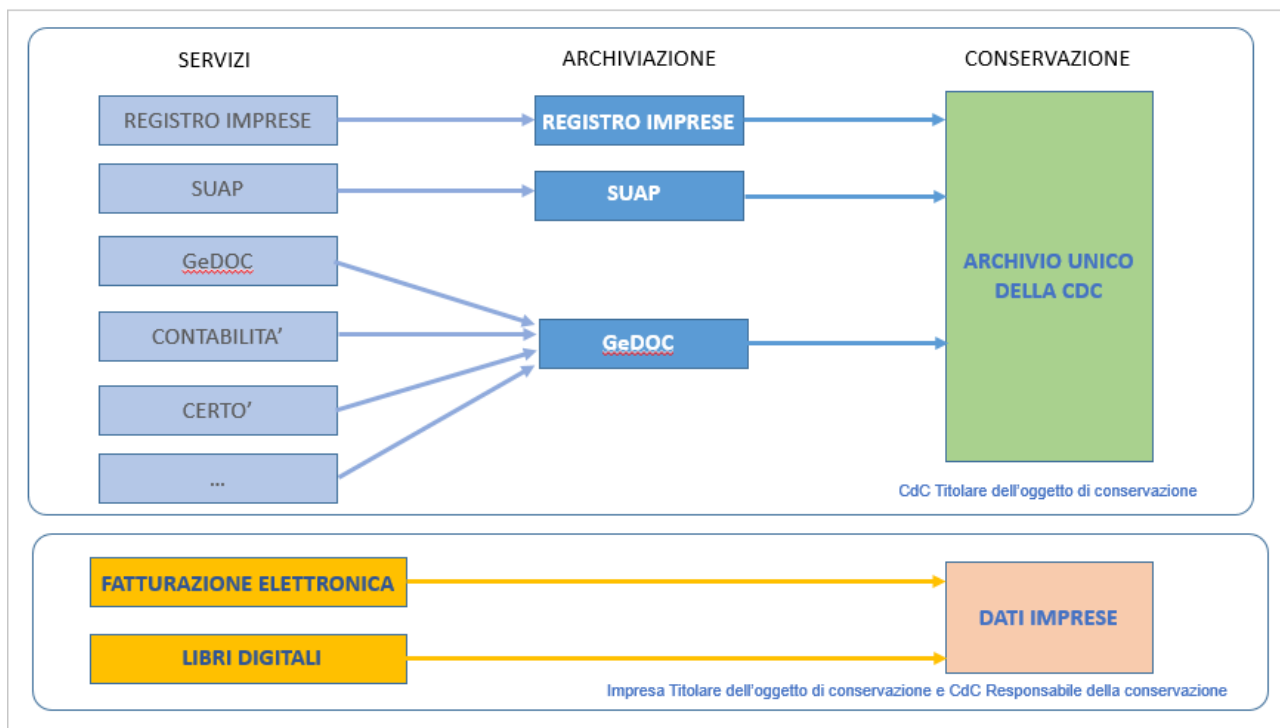 SERVIZI
ARCHIVIAZIONE
CONSERVAZIONE
REGISTRO IMPRESE
REGISTRO IMPRESE
SUAP
SUAP
GeDOC
ARCHIVIO UNICO
DELLA CDC
CONTABILITA’
GeDOC
CERTO’
...
CdC Titolare dell’oggetto di conservazione
FATTURAZIONE ELETTRONICA
DATI IMPRESE
LIBRI DIGITALI
Impresa Titolare dell’oggetto di conservazione e CdC Responsabile della conservazione